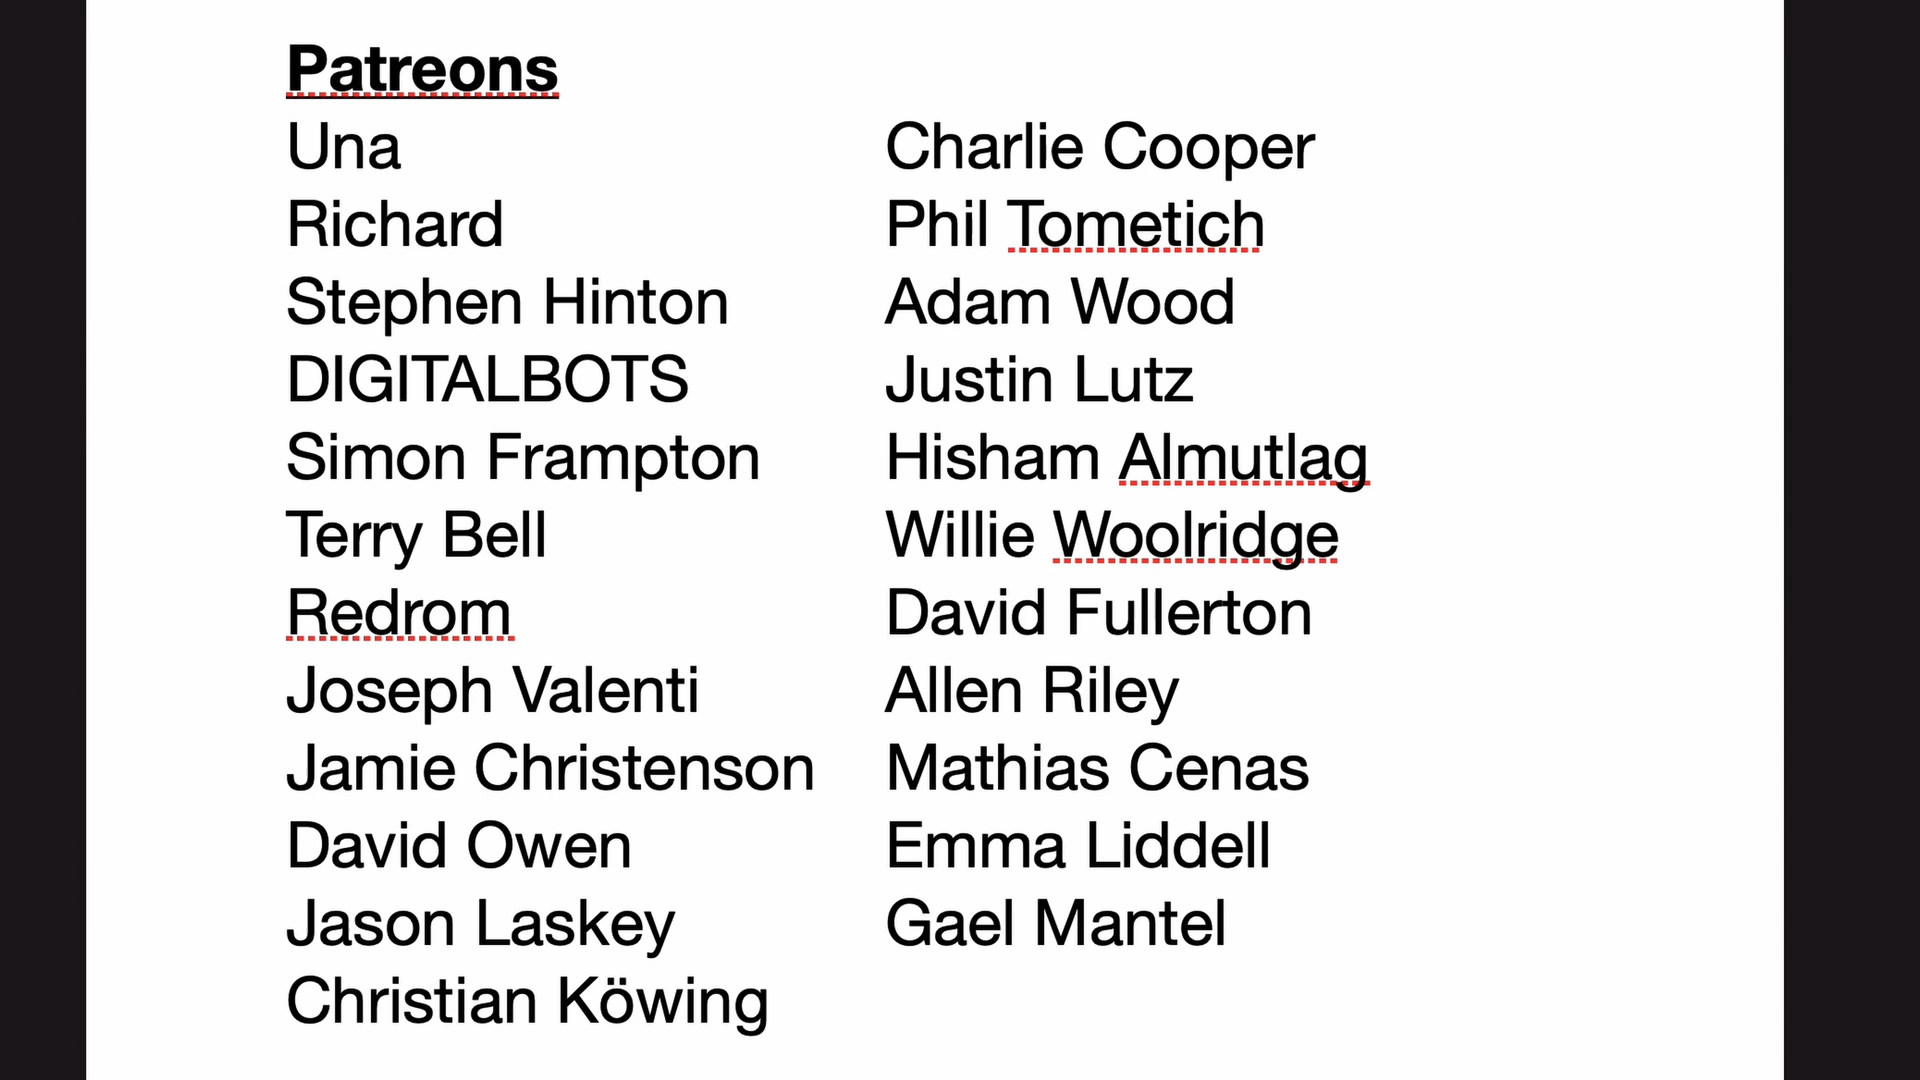 Patreons
Una
Richard
Stephen Hinton
DIGITALBOTS
Simon Frampton
Terry Bell
Redrom
Joseph Valenti
Jamie Christenson
David Owen
Jason Laskey
Christian Köwing
Charlie Cooper
Phil Tometich
Adam Wood
Justin Lutz
Hisham Almutlag
Willie Woolridge
David Fullerton
Allen Riley
Mathias Cenas
Emma Liddell
Gael Mantel